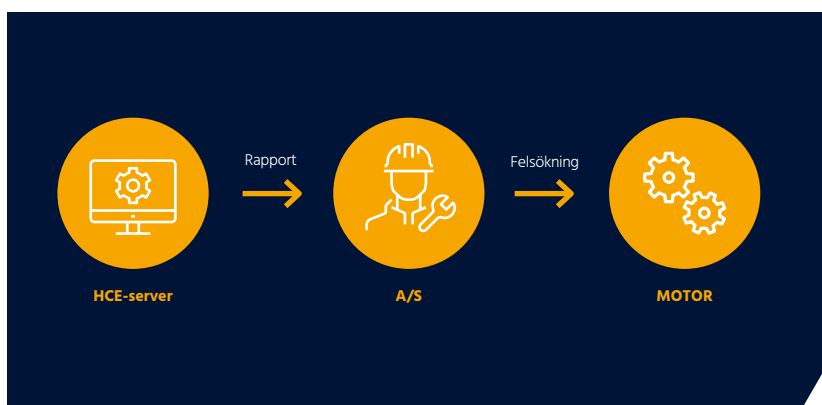 Rapport
Felsökning
HCE-server
A/S
MOTOR